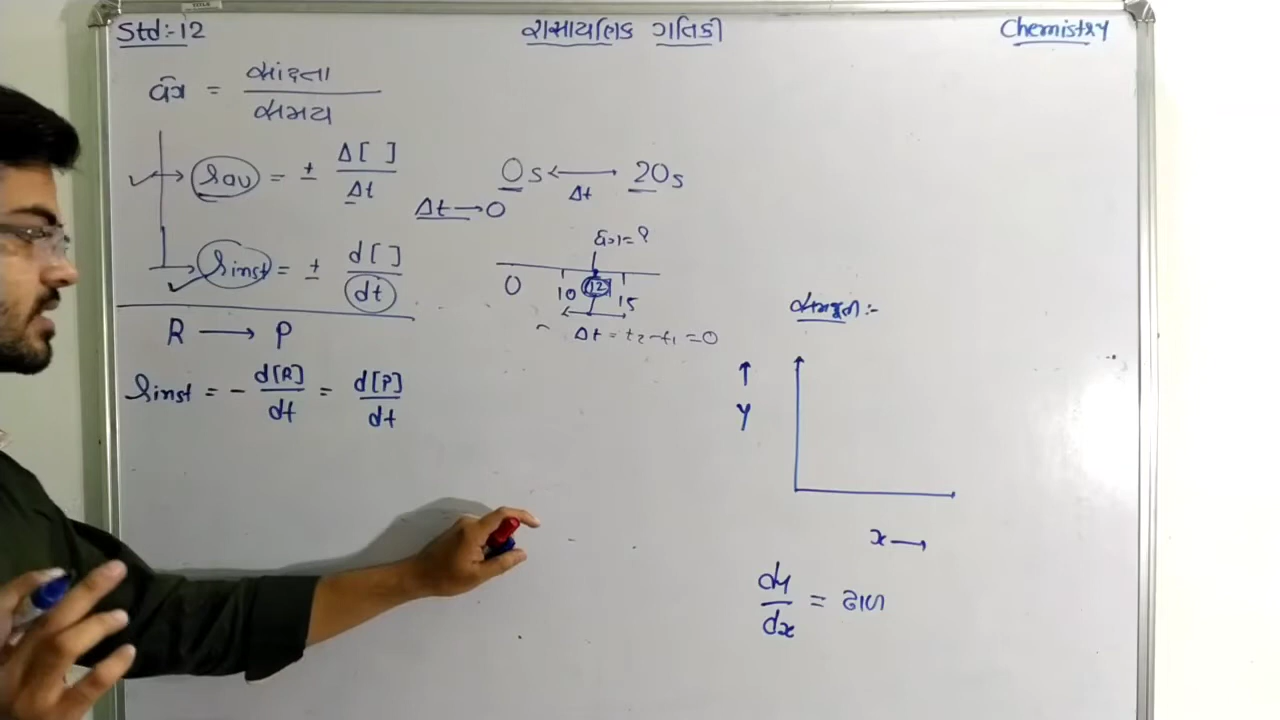 Std:-12
રાસાયણિક ગતિકી
Chemistry
વેગ = સાંદ્રતા / સમય
rav = ± Δ[ ] / Δt
0s ⟷ 20s
Δt
Δt → 0
rinst = ± d[ ] / dt
0 10 12 15
Δt = t₂ - t₁ = 0
R ⟶ P
rinst = - d[R] / dt = d[P] / dt
સમજૂતી :-
↑
y
x ⟶
dy / dx = ઢાળ